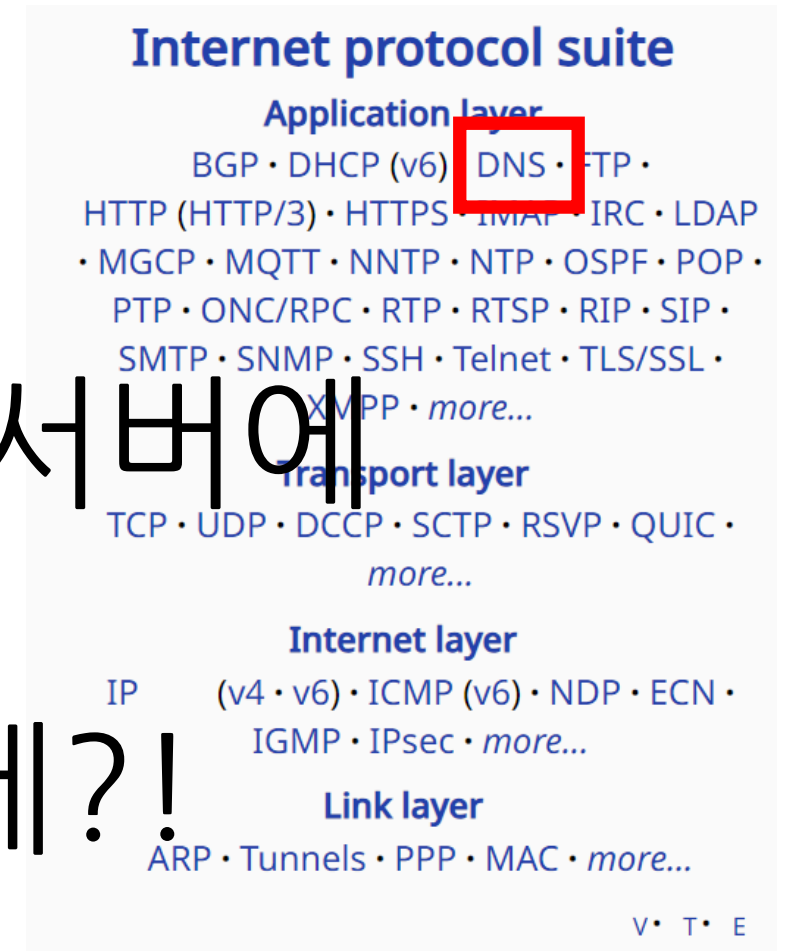 Internet protocol suite
Application layer
BGP · DHCP (v6) DNS · FTP ·
HTTP (HTTP/3) · HTTPS · IMAP · IRC · LDAP
· MGCP · MQTT · NNTP · NTP · OSPF · POP ·
PTP · ONC/RPC · RTP · RTSP · RIP · SIP ·
SMTP · SNMP · SSH · Telnet · TLS/SSL ·
XMPP · more...
서버에
Transport layer
TCP · UDP · DCCP · SCTP · RSVP · QUIC ·
more...
Internet layer
IP (v4 · v6) · ICMP (v6) · NDP · ECN ·
IGMP · IPsec · more...
?!
Link layer
ARP · Tunnels · PPP · MAC · more...
V · T · E